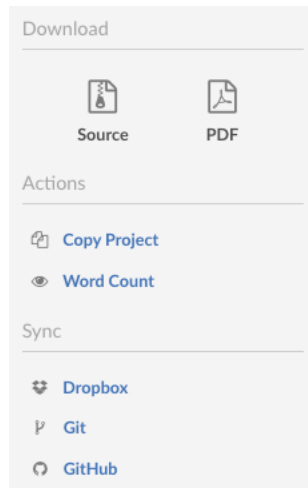 Download
Source PDF
Actions
Copy Project
Word Count
Sync
Dropbox
Git
GitHub